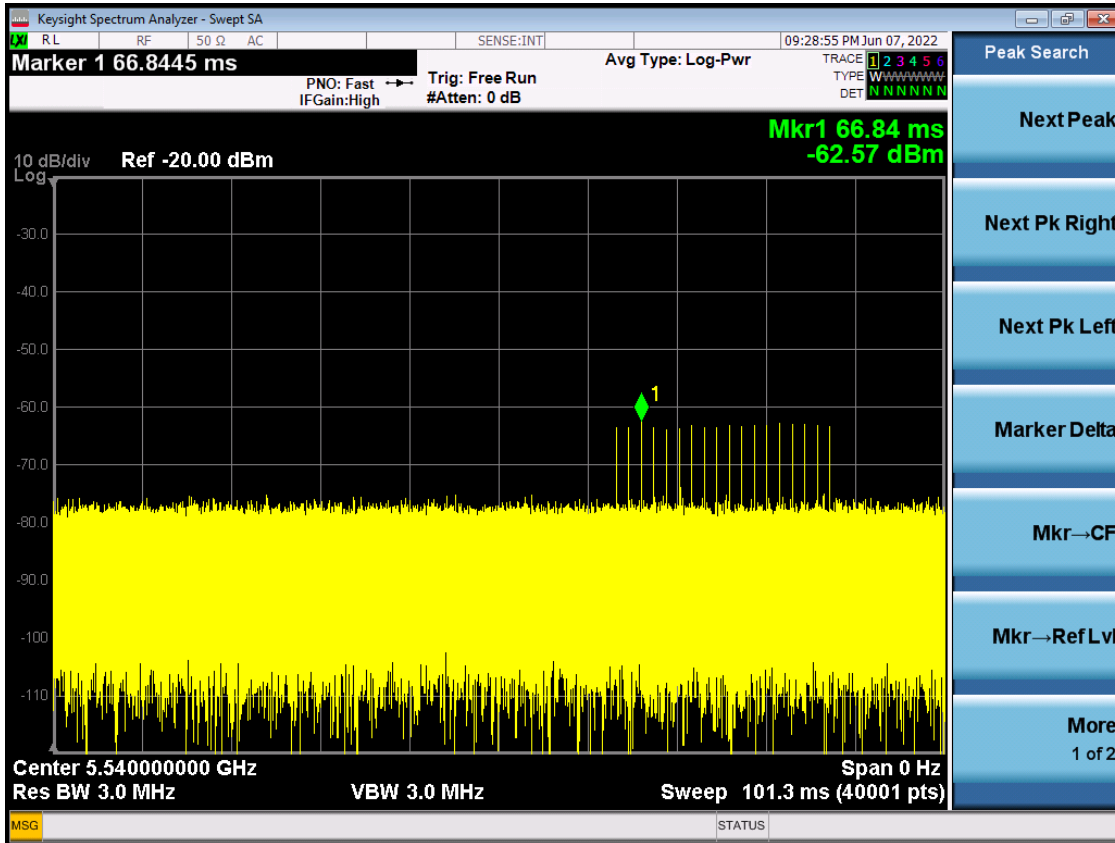 Keysight Spectrum Analyzer - Swept SA
LXI RL RF 50 Ω AC SENSE:INT 09:28:55 PM Jun 07, 2022
Marker 1 66.8445 ms
PNO: Fast
IFGain:High
Trig: Free Run
#Atten: 0 dB
Avg Type: Log-Pwr
TRACE 1 2 3 4 5 6
TYPE WWWWWW
DET N N N N N N
Mkr1 66.84 ms
-62.57 dBm
10 dB/div Ref -20.00 dBm
Log
-30.0
-40.0
-50.0
-60.0
-70.0
-80.0
-90.0
-100
-110
1
Center 5.540000000 GHz Span 0 Hz
Res BW 3.0 MHz VBW 3.0 MHz Sweep 101.3 ms (40001 pts)
MSG STATUS
Peak Search
Next Peak
Next Pk Right
Next Pk Left
Marker Delta
Mkr→CF
Mkr→Ref Lvl
More
1 of 2